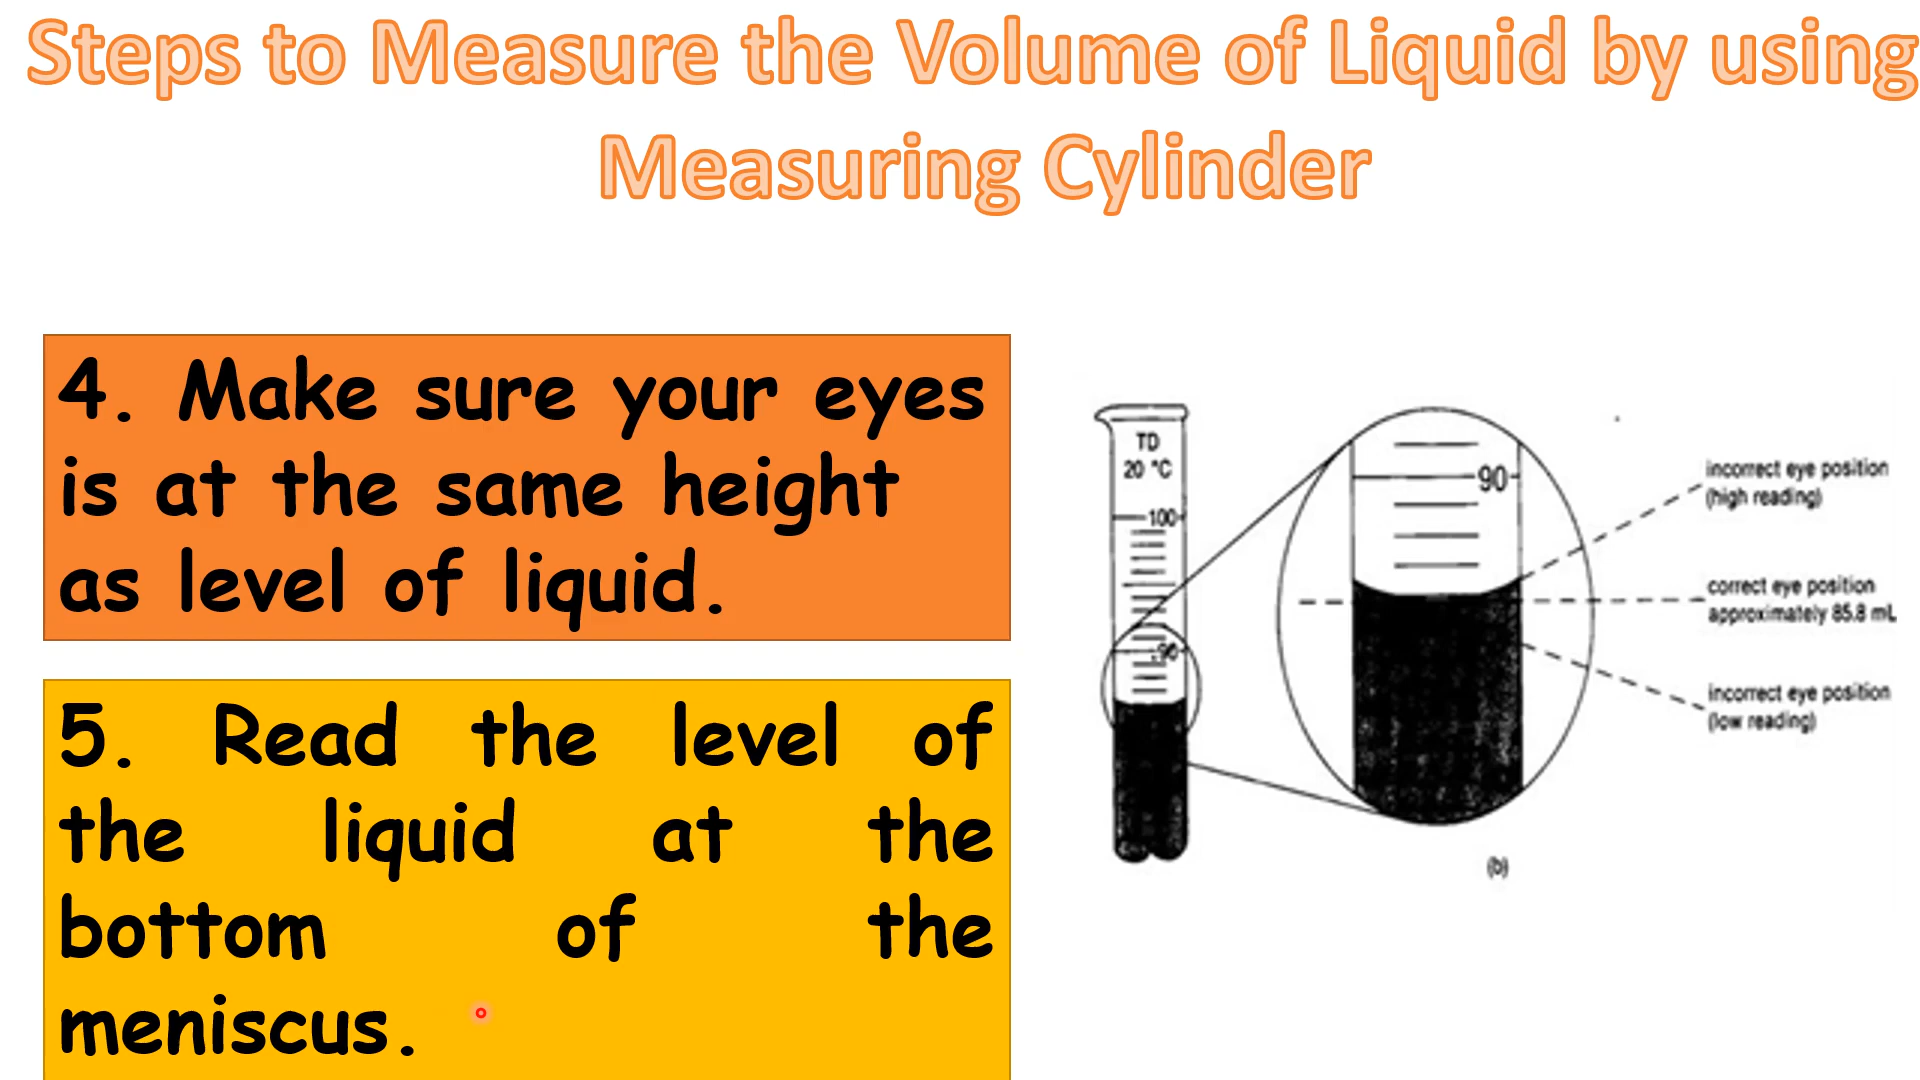 Steps to Measure the Volume of Liquid by using
Measuring Cylinder
4. Make sure your eyes
is at the same height
as level of liquid.
5. Read the level of
the liquid at the
bottom of the
meniscus.
TD
20 °C
100
90
90
incorrect eye position
(high reading)
correct eye position
approximately 85.8 mL
incorrect eye position
(low reading)
(b)